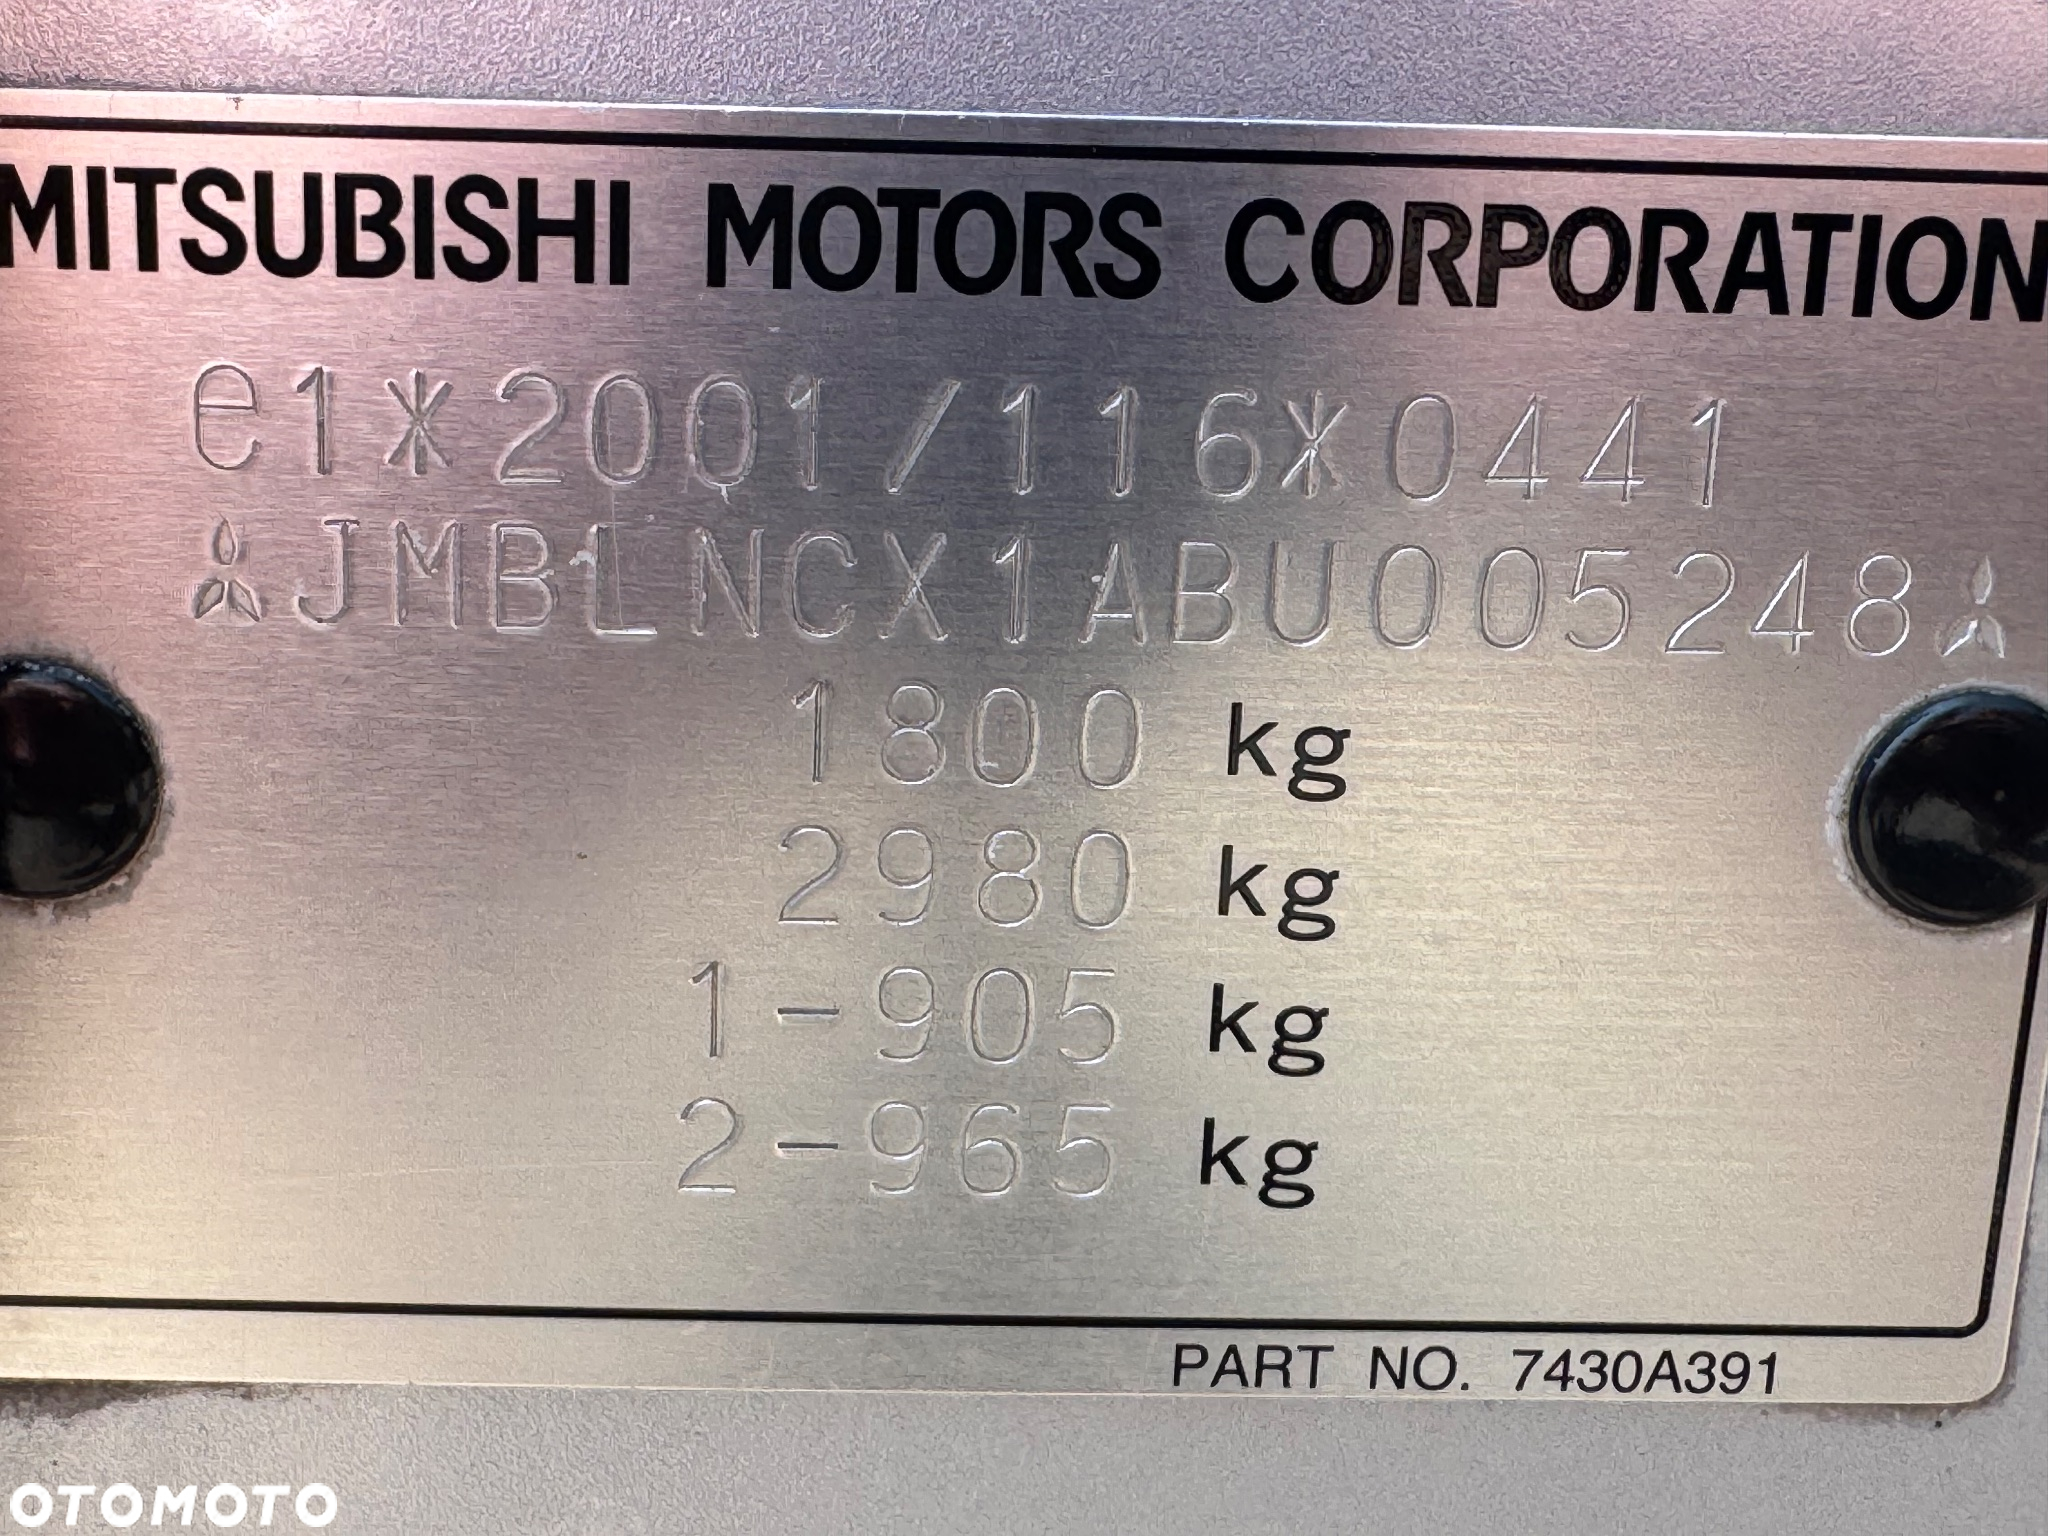 MITSUBISHI MOTORS CORPORATION
e1*2001/116*0441
JMBLNCX1ABU005248
1800 kg
2980 kg
1-905 kg
2-965 kg
PART NO. 7430A391
OTOMOTO